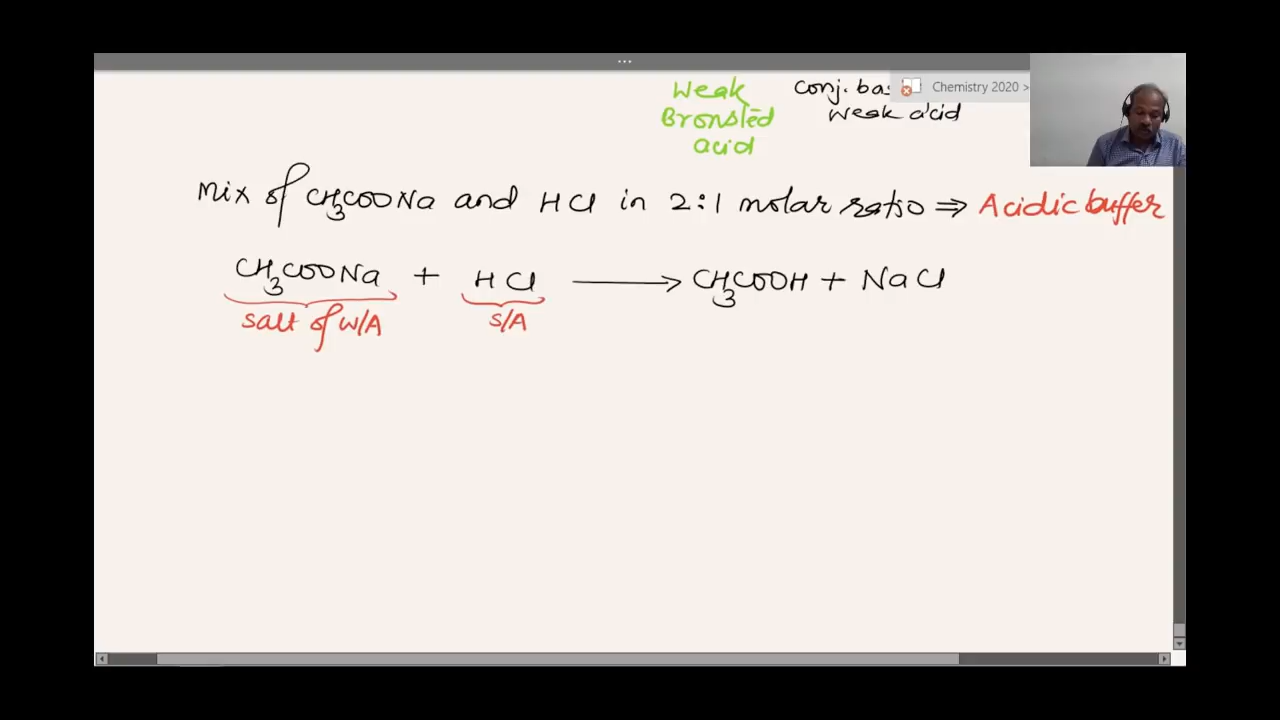 Weak
Bronsted
acid
Conj.
weak acid
Chemistry 2020 >
Mix of CH3COONa and HCl in 2:1 molar ratio ⇒ Acidic buffer
CH3COONa + HCl ⟶ CH3COOH + NaCl
salt of W/A
S/A